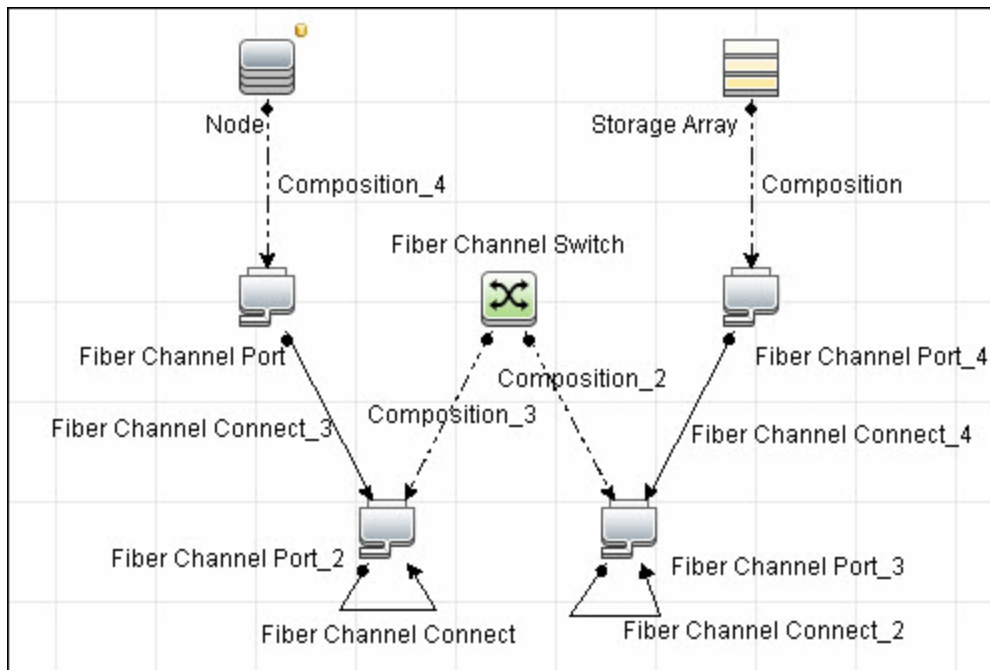 Node
Storage Array
Composition_4
Composition
Fiber Channel Switch
Fiber Channel Port
Fiber Channel Port_4
Composition_2
Composition_3
Fiber Channel Connect_3
Fiber Channel Connect_4
Fiber Channel Port_2
Fiber Channel Port_3
Fiber Channel Connect
Fiber Channel Connect_2